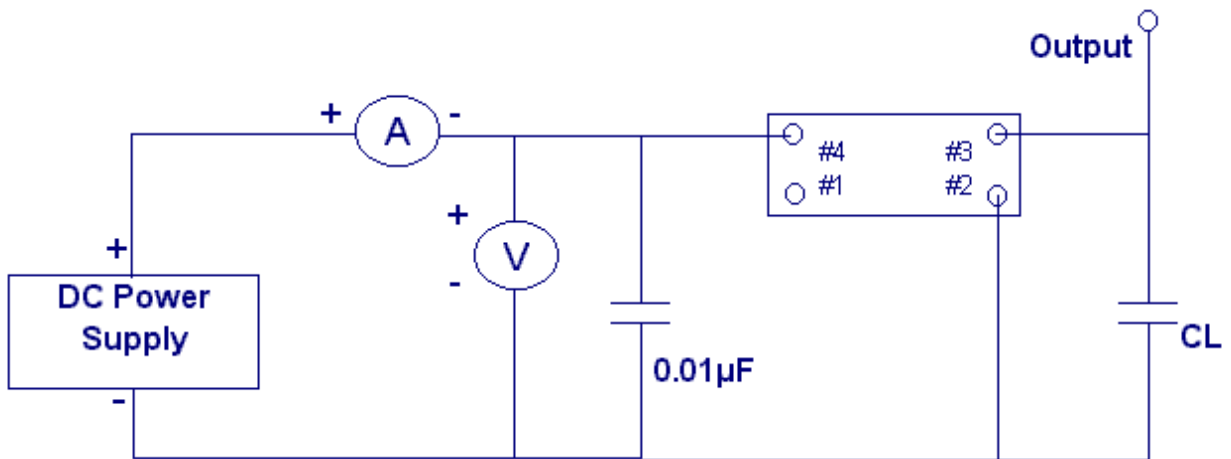 Output
+
-
A
#4
#3
#1
#2
+
V
-
+
DC Power
Supply
-
0.01µF
CL